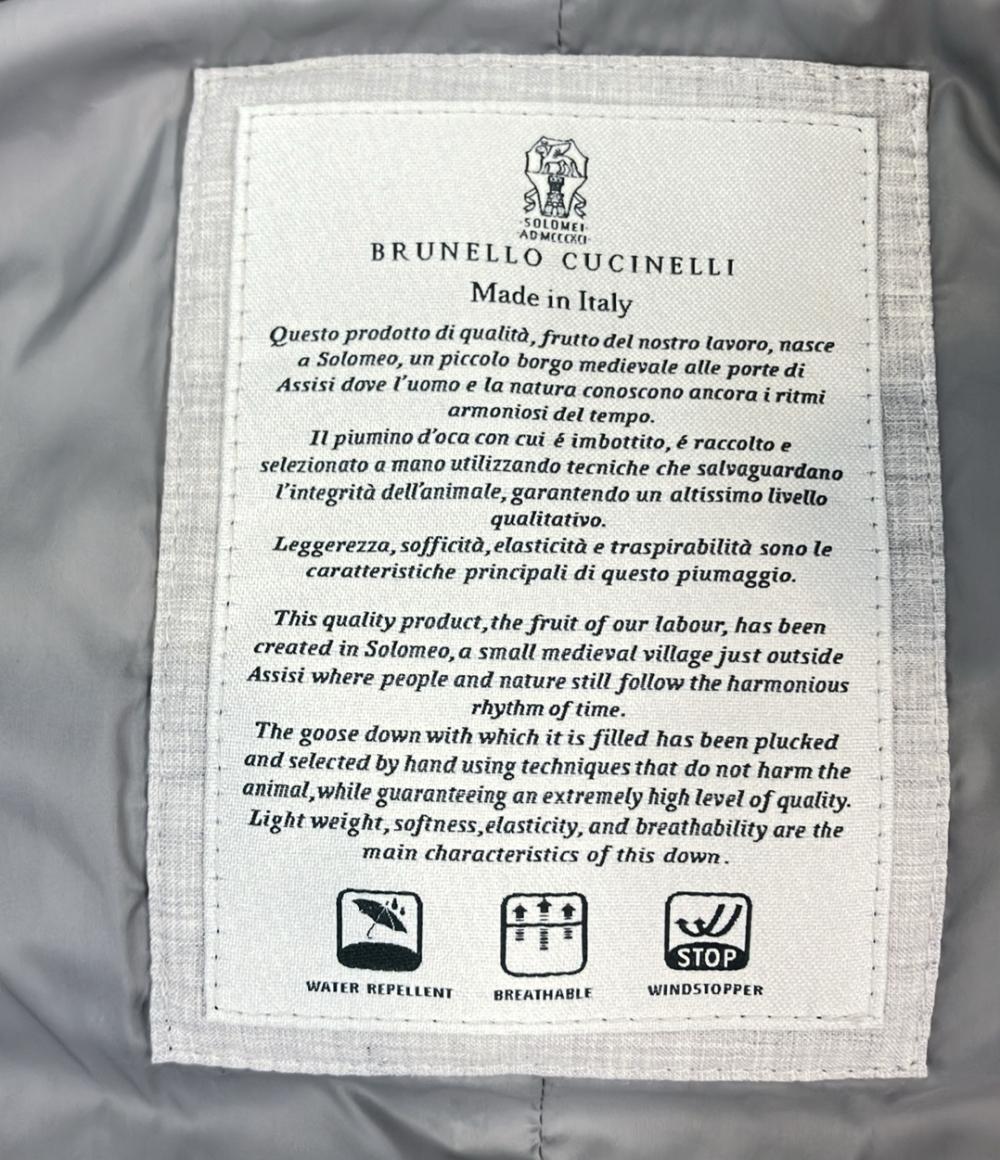 SOLOMEI
AD MCCCXCI
BRUNELLO CUCINELLI
Made in Italy
Questo prodotto di qualità, frutto del nostro lavoro, nasce
a Solomeo, un piccolo borgo medievale alle porte di
Assisi dove l'uomo e la natura conoscono ancora i ritmi
armoniosi del tempo.
Il piumino d'oca con cui é imbottito, é raccolto e
selezionato a mano utilizzando tecniche che salvaguardano
l'integrità dell'animale, garantendo un altissimo livello
qualitativo.
Leggerezza, sofficità, elasticità e traspirabilità sono le
caratteristiche principali di questo piumaggio.
This quality product, the fruit of our labour, has been
created in Solomeo, a small medieval village just outside
Assisi where people and nature still follow the harmonious
rhythm of time.
The goose down with which it is filled has been plucked
and selected by hand using techniques that do not harm the
animal, while guaranteeing an extremely high level of quality.
Light weight, softness, elasticity, and breathability are the
main characteristics of this down.
STOP
WATER REPELLENT BREATHABLE WINDSTOPPER